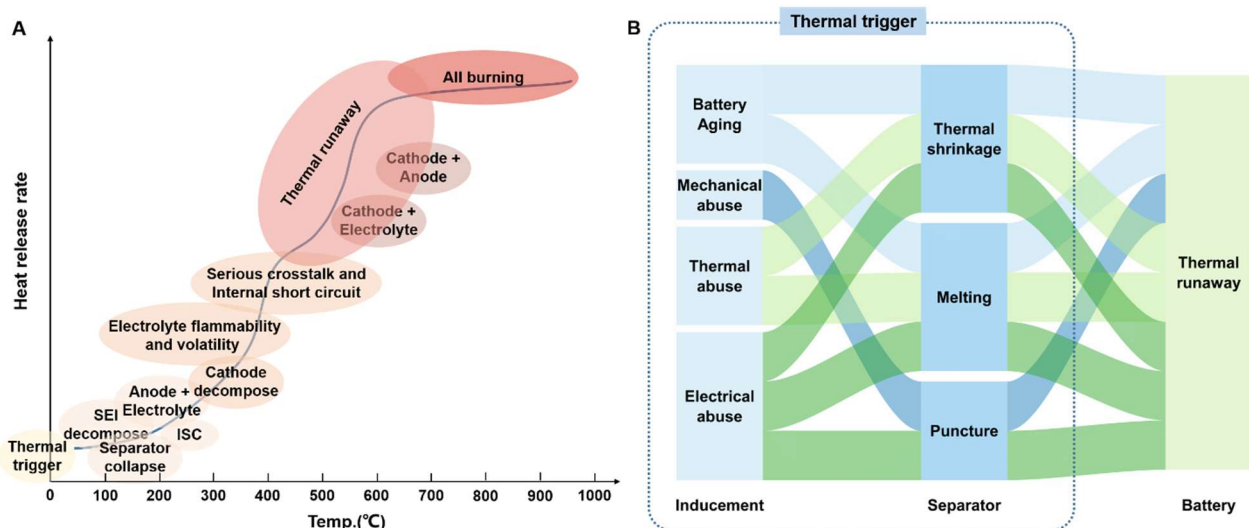 A
Heat release rate
All burning
Thermal runaway
Cathode +
Anode
Cathode +
Electrolyte
Serious crosstalk and
Internal short circuit
Electrolyte flammability
and volatility
Cathode
decompose
Anode +
Electrolyte
SEI
decompose
ISC
Separator
collapse
Thermal
trigger
0 100 200 300 400 500 600 700 800 900 1000
Temp.(℃)
B
Thermal trigger
Battery
Aging
Mechanical
abuse
Thermal
abuse
Electrical
abuse
Thermal
shrinkage
Melting
Puncture
Thermal
runaway
Inducement Separator Battery